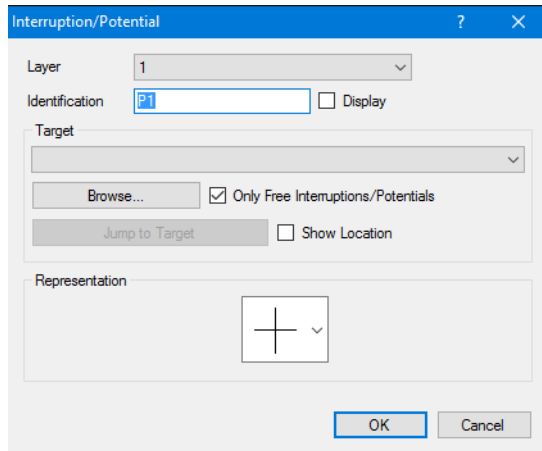 Interruption/Potential ?
Layer 1
Identification P1 Display
Target
Browse... Only Free Interruptions/Potentials
Jump to Target Show Location
Representation
OK Cancel